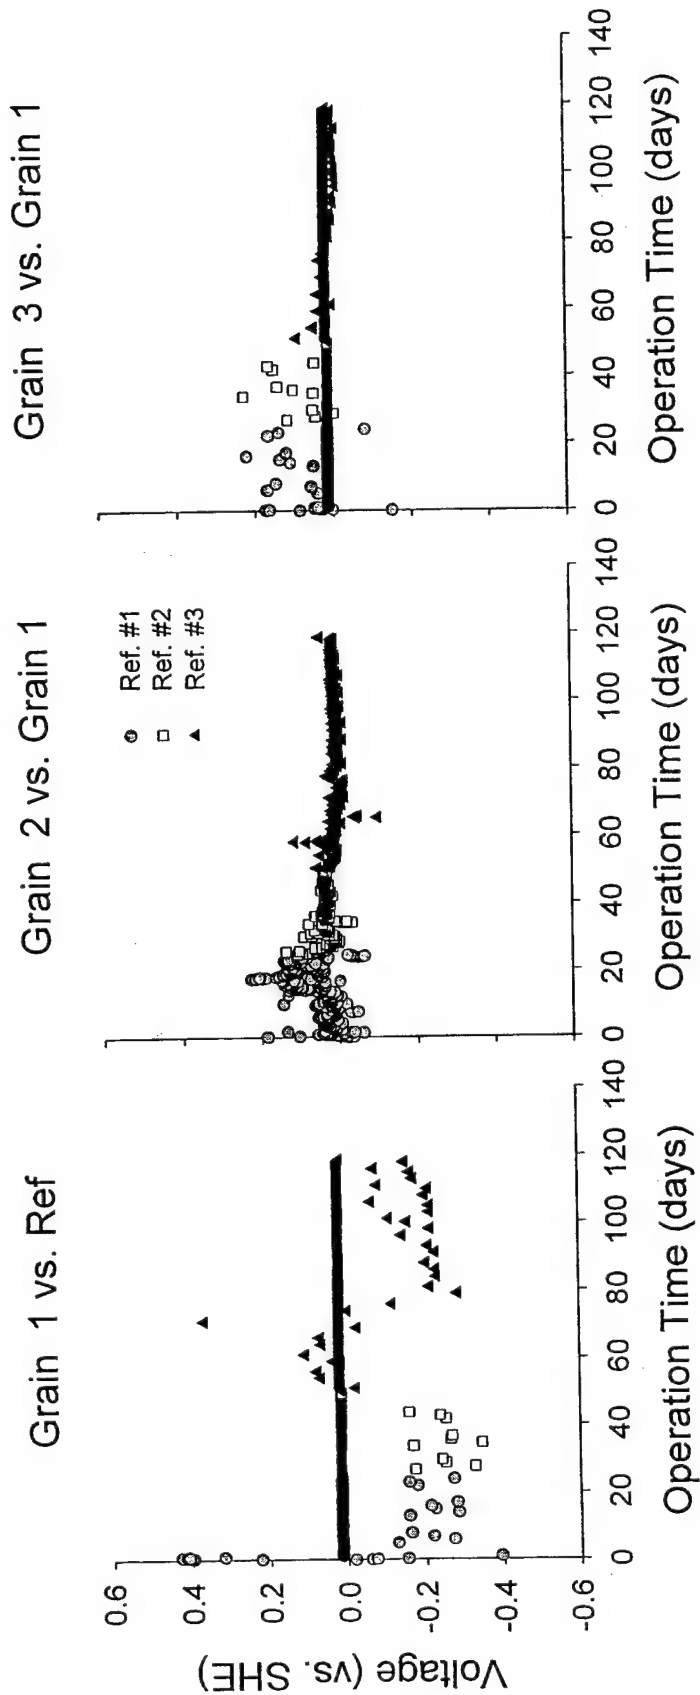 Grain 1 vs. Ref
Grain 2 vs. Grain 1
Grain 3 vs. Grain 1
Ref. #1
Ref. #2
Ref. #3
Voltage (vs. SHE)
0.6
0.4
0.2
0.0
-0.2
-0.4
-0.6
0 20 40 60 80 100 120 140
Operation Time (days)
0 20 40 60 80 100 120 140
Operation Time (days)
0 20 40 60 80 100 120 140
Operation Time (days)